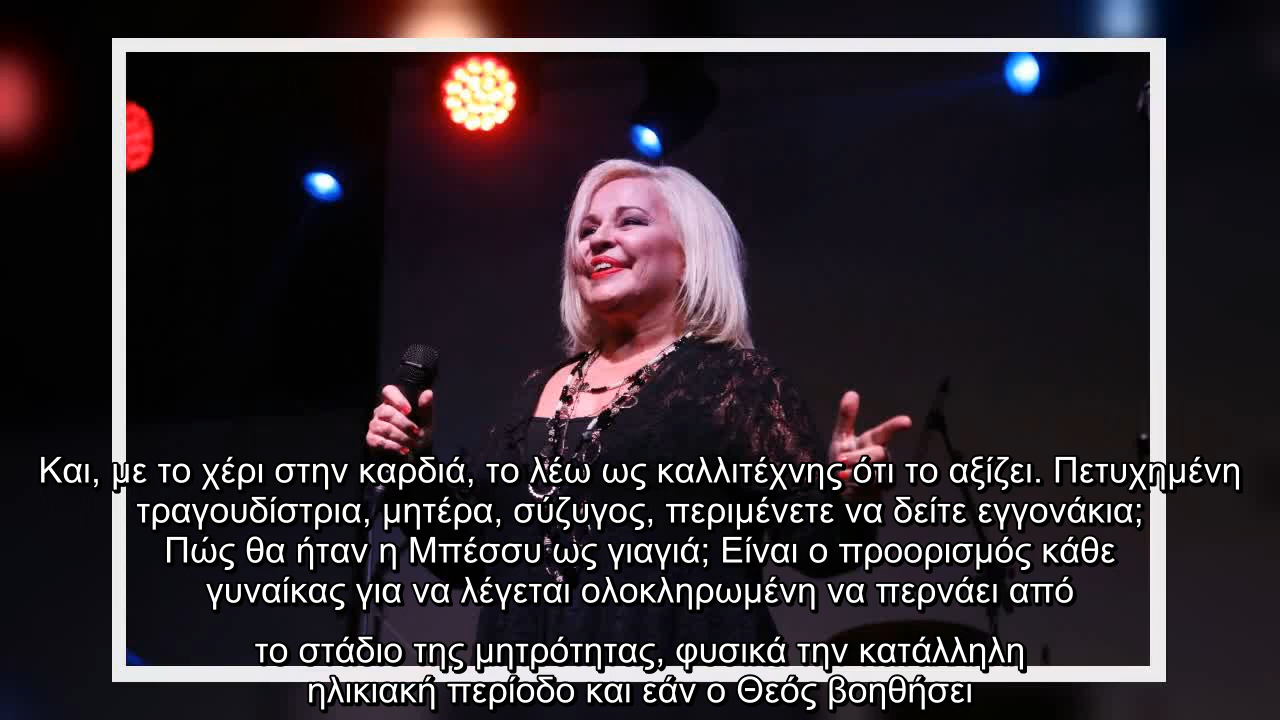 Και, με το χέρι στην καρδιά, το λέω ως καλλιτέχνης ότι το αξίζει. Πετυχημένη
τραγουδίστρια, μητέρα, σύζυγος, περιμένετε να δείτε εγγονάκια;
Πώς θα ήταν η Μπέσσυ ως γιαγιά; Είναι ο προορισμός κάθε
γυναίκας για να λέγεται ολοκληρωμένη να περνάει από
το στάδιο της μητρότητας, φυσικά την κατάλληλη
ηλικιακή περίοδο και εάν ο Θεός βοηθήσει